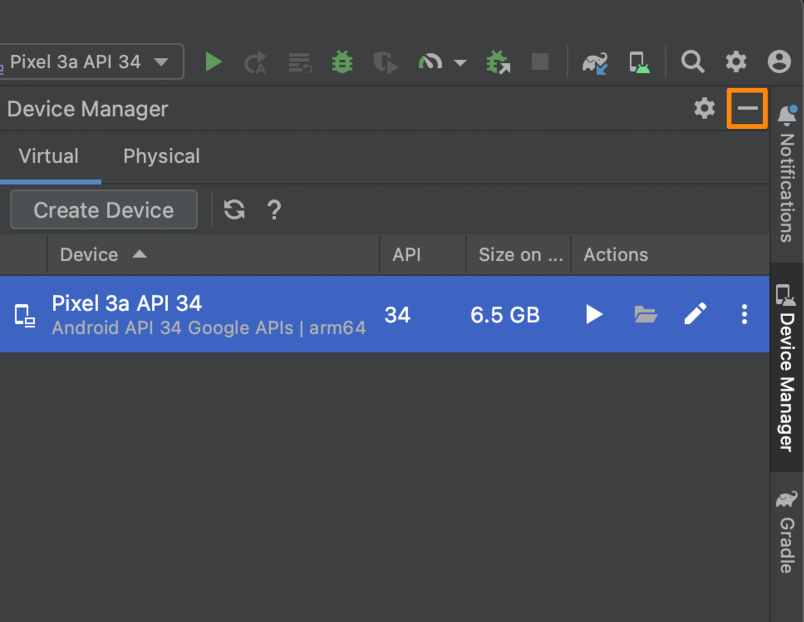 Pixel 3a API 34
Device Manager
Virtual Physical
Create Device ?
Device API Size on ... Actions
Pixel 3a API 34
Android API 34 Google APIs | arm64
34 6.5 GB
Notifications
Device Manager
Gradle